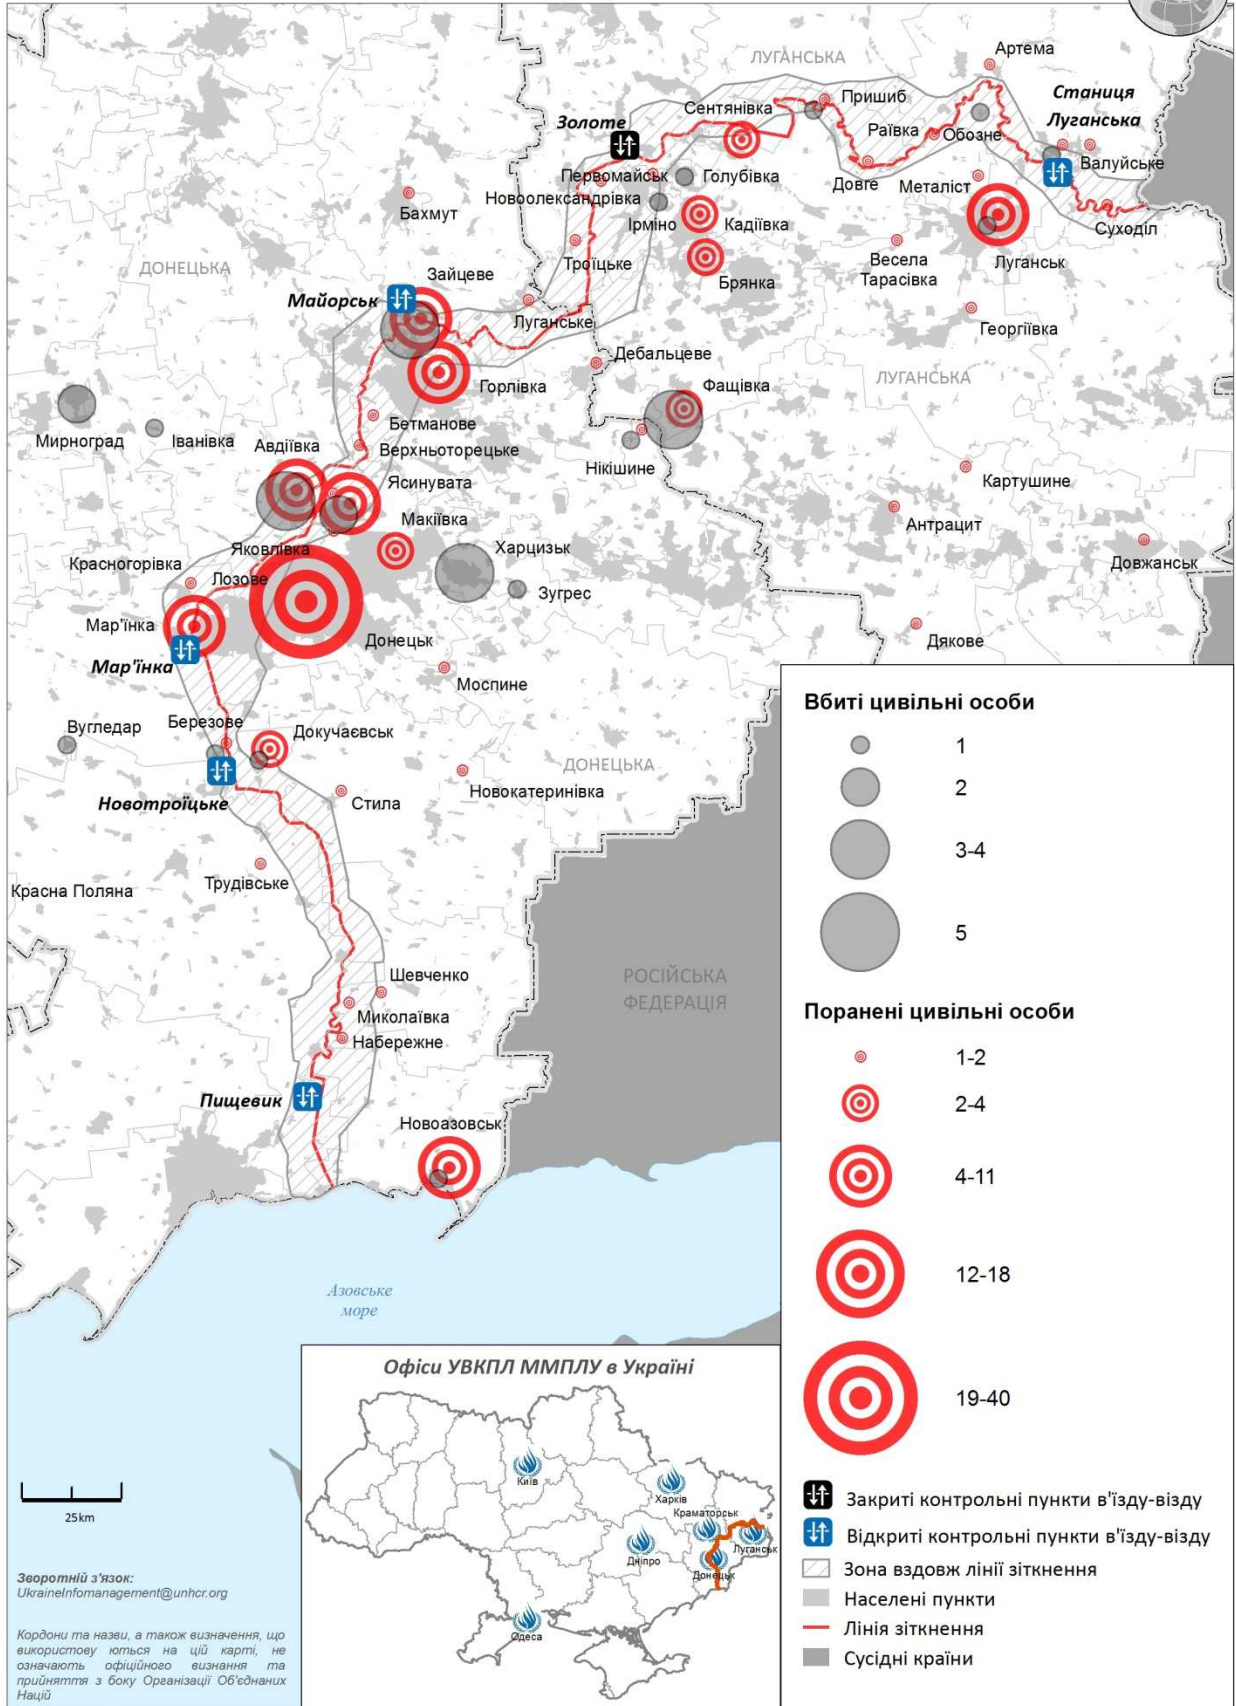 ЛУГАНСЬКА
Артема
Станиця
Луганська
Сентянівка
Пришиб
Золоте
Раївка
Обозне
Валуйське
Первомайськ
Голубівка
Довге
Металіст
Новоолександрівка
Бахмут
Ірміно
Кадіївка
Суходіл
Троїцьке
Весела
Тарасівка
Луганськ
ДОНЕЦЬКА
Зайцеве
Брянка
Майорськ
Луганське
Георгіївка
Дебальцеве
ЛУГАНСЬКА
Горлівка
Фащівка
Бетманове
Мирноград
Іванівка
Авдіївка
Верхньоторецьке
Нікішине
Ясинувата
Картушине
Макіївка
Антрацит
Яковлівка
Харцизьк
Красногорівка
Лозове
Довжанськ
Зугрес
Мар'їнка
Донецьк
Дякове
Мар'їнка
Моспине
Вугледар
Березове
Докучаєвськ
ДОНЕЦЬКА
Новотроїцьке
Стила
Новокатеринівка
Трудівське
Красна Поляна
Шевченко
РОСІЙСЬКА
ФЕДЕРАЦІЯ
Миколаївка
Набережне
Пищевик
Новоазовськ
Азовське
море
Вбиті цивільні особи
1
2
3-4
5
Поранені цивільні особи
1-2
2-4
4-11
12-18
19-40
Закриті контрольні пункти в'їзду-візду
Відкриті контрольні пункти в'їзду-візду
Зона вздовж лінії зіткнення
Населені пункти
Лінія зіткнення
Сусідні країни
Офіси УВКПЛ ММПЛУ в Україні
Київ
Харків
Краматорськ
Луганськ
Дніпро
Донецьк
Одеса
25km
Зворотній з'язок:
UkraineInfomanagement@unhcr.org
Кордони та назви, а також визначення, що
використову ються на цій карті, не
означають офіційного визнання та
прийняття з боку Організації Об'єднаних
Націй